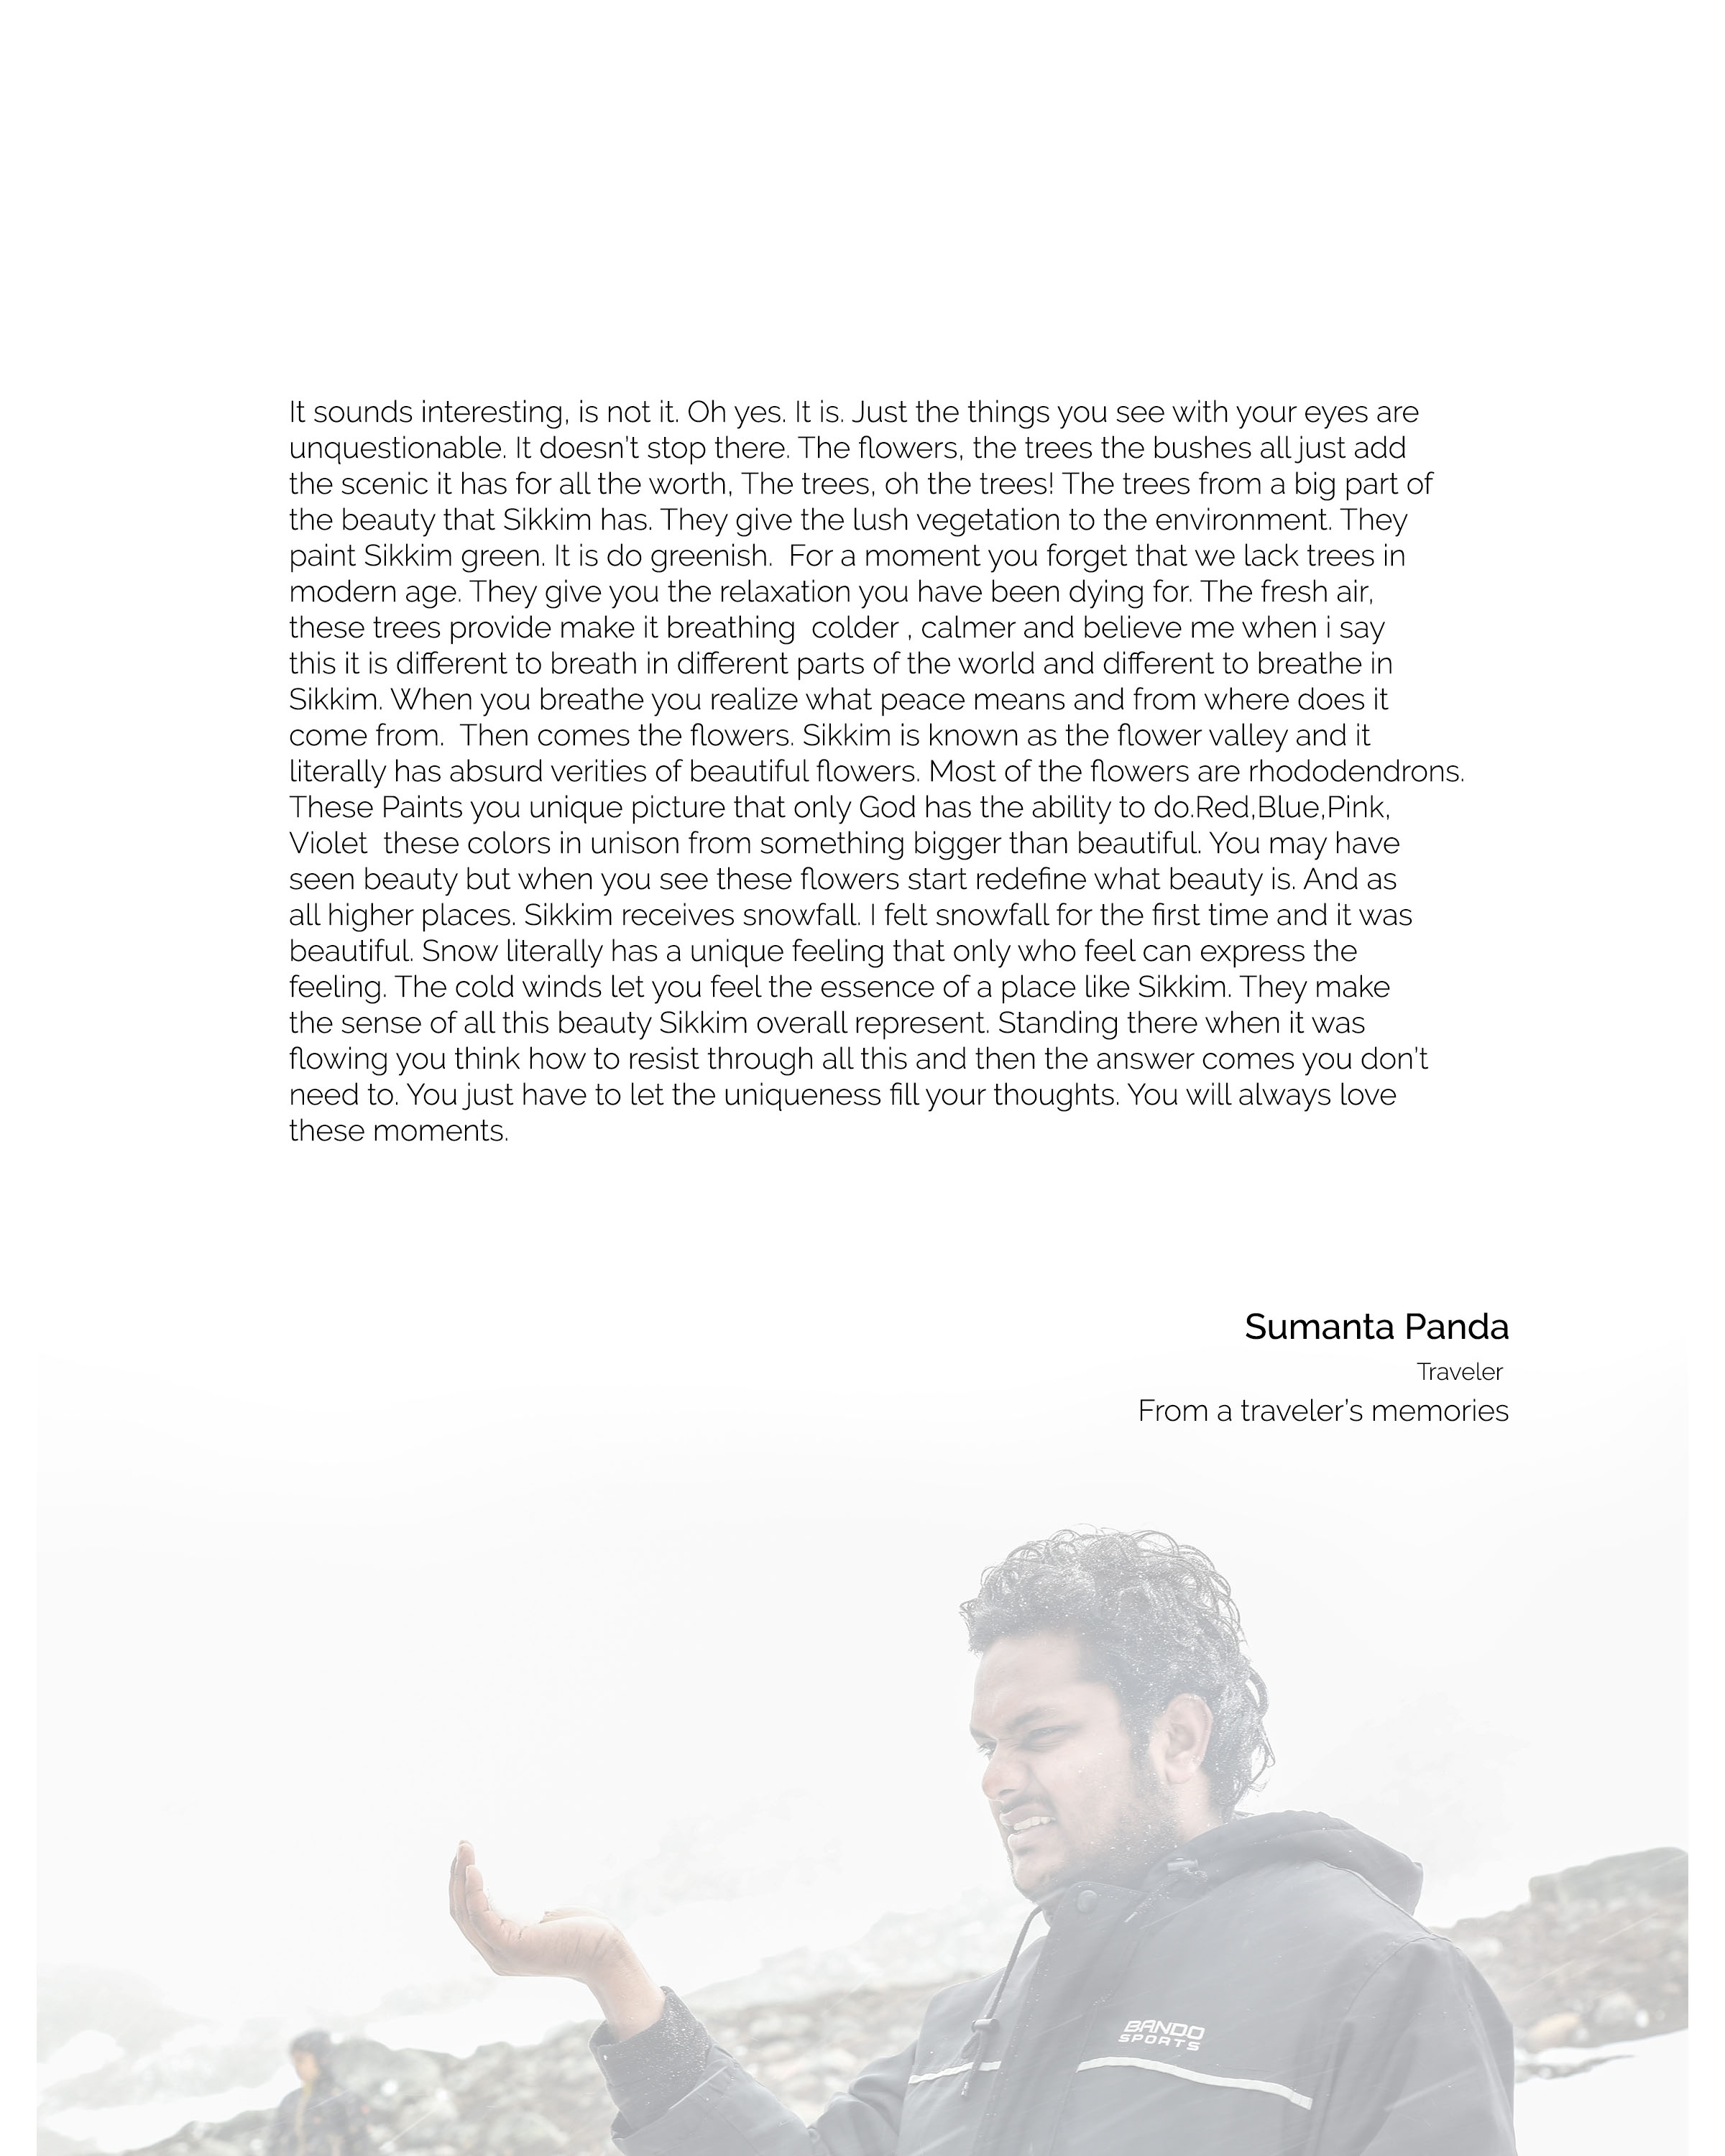 It sounds interesting, is not it. Oh yes. It is. Just the things you see with your eyes are
unquestionable. It doesn't stop there. The flowers, the trees the bushes all just add
the scenic it has for all the worth, The trees, oh the trees! The trees from a big part of
the beauty that Sikkim has. They give the lush vegetation to the environment. They
paint Sikkim green. It is do greenish.  For a moment you forget that we lack trees in
modern age. They give you the relaxation you have been dying for. The fresh air,
these trees provide make it breathing  colder , calmer and believe me when i say
this it is different to breath in different parts of the world and different to breathe in
Sikkim. When you breathe you realize what peace means and from where does it
come from.  Then comes the flowers. Sikkim is known as the flower valley and it
literally has absurd verities of beautiful flowers. Most of the flowers are rhododendrons.
These Paints you unique picture that only God has the ability to do.Red,Blue,Pink,
Violet  these colors in unison from something bigger than beautiful. You may have
seen beauty but when you see these flowers start redefine what beauty is. And as
all higher places. Sikkim receives snowfall. I felt snowfall for the first time and it was
beautiful. Snow literally has a unique feeling that only who feel can express the
feeling. The cold winds let you feel the essence of a place like Sikkim. They make
the sense of all this beauty Sikkim overall represent. Standing there when it was
flowing you think how to resist through all this and then the answer comes you don't
need to. You just have to let the uniqueness fill your thoughts. You will always love
these moments.
Sumanta Panda
Traveler
From a traveler's memories
BANDO
SPORTS